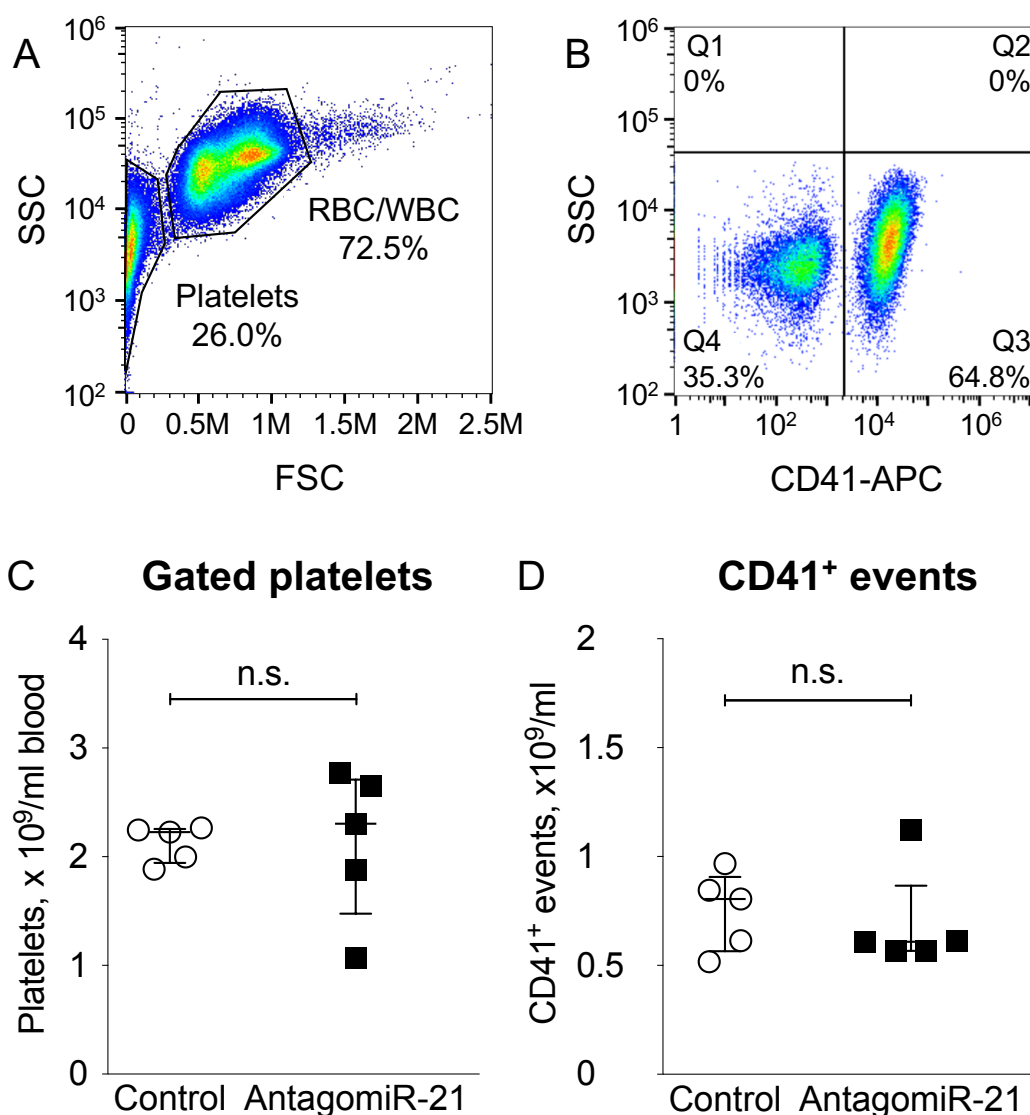 A
SSC
10⁶
10⁵
10⁴
10³
10²
RBC/WBC
72.5%
Platelets
26.0%
0 0.5M 1M 1.5M 2M 2.5M
FSC
B
SSC
10⁶
10⁵
10⁴
10³
10²
Q1
0%
Q2
0%
Q4
35.3%
Q3
64.8%
1 10² 10⁴ 10⁶
CD41-APC
C
Gated platelets
Platelets, x 10⁹/ml blood
4
3
2
1
0
n.s.
Control AntagomiR-21
D
CD41⁺ events
CD41⁺ events, x10⁹/ml
2
1.5
1
0.5
0
n.s.
Control AntagomiR-21